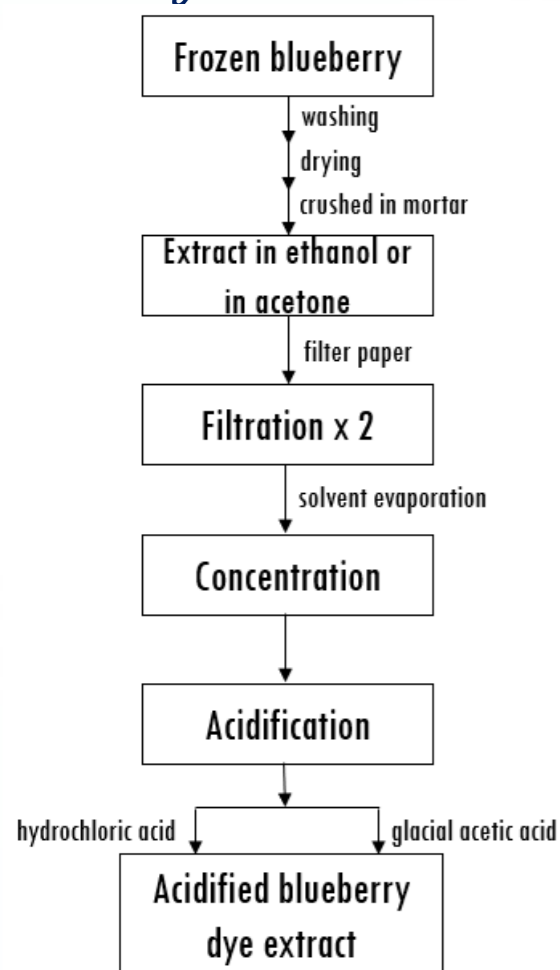 Frozen blueberry
washing
drying
crushed in mortar
Extract in ethanol or
in acetone
filter paper
Filtration x 2
solvent evaporation
Concentration
Acidification
hydrochloric acid
glacial acetic acid
Acidified blueberry
dye extract